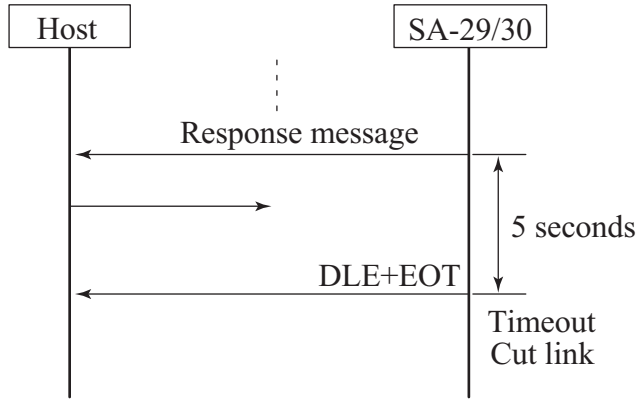 Host
SA-29/30
Response message
5 seconds
DLE+EOT
Timeout
Cut link